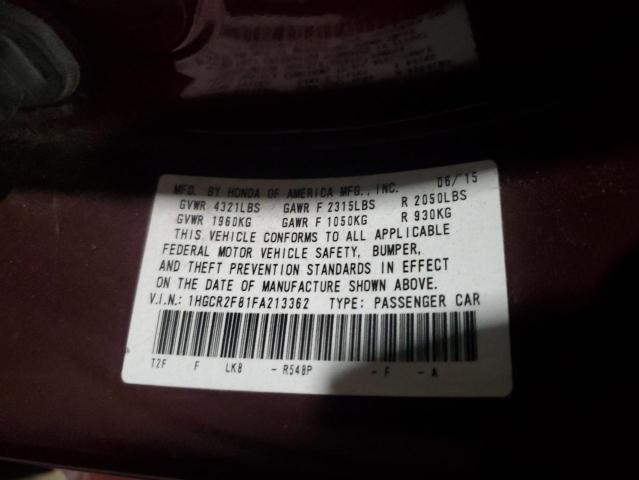 MFD. BY HONDA OF AMERICA MFG., INC. 06/15
GVWR 4321LBS GAWR F 2315LBS R 2050LBS
GVWR 1960KG GAWR F 1050KG R 930KG
THIS VEHICLE CONFORMS TO ALL APPLICABLE
FEDERAL MOTOR VEHICLE SAFETY, BUMPER,
AND THEFT PREVENTION STANDARDS IN EFFECT
ON THE DATE OF MANUFACTURE SHOWN ABOVE.
V.I.N.: 1HGCR2F81FA213362 TYPE: PASSENGER CAR
T2F F LK8 - R548P - F - A